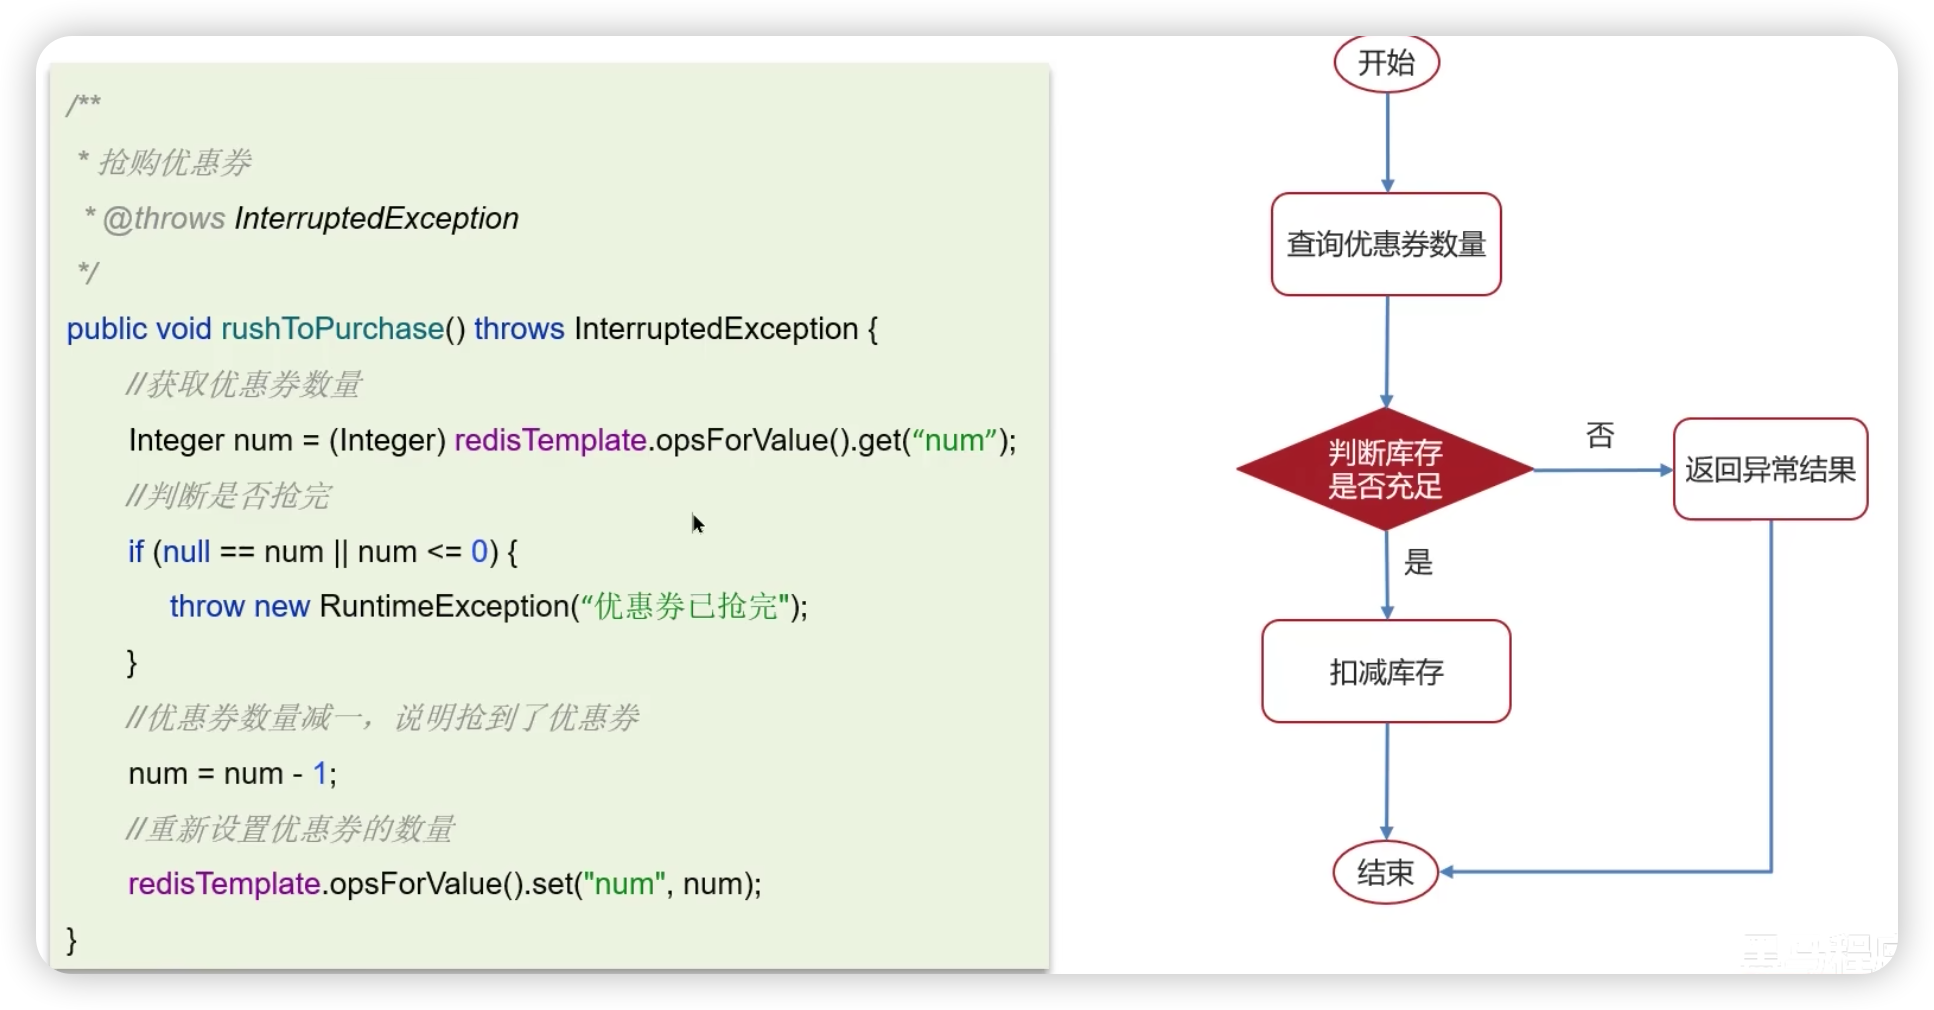 /**
* 抢购优惠券
* @throws InterruptedException
*/
public void rushToPurchase() throws InterruptedException {
//获取优惠券数量
Integer num = (Integer) redisTemplate.opsForValue().get(“num”);
//判断是否抢完
if (null == num || num <= 0) {
throw new RuntimeException(“优惠券已抢完");
}
//优惠券数量减一，说明抢到了优惠券
num = num - 1;
//重新设置优惠券的数量
redisTemplate.opsForValue().set("num", num);
}
开始
查询优惠券数量
判断库存
是否充足
否
返回异常结果
是
扣减库存
结束